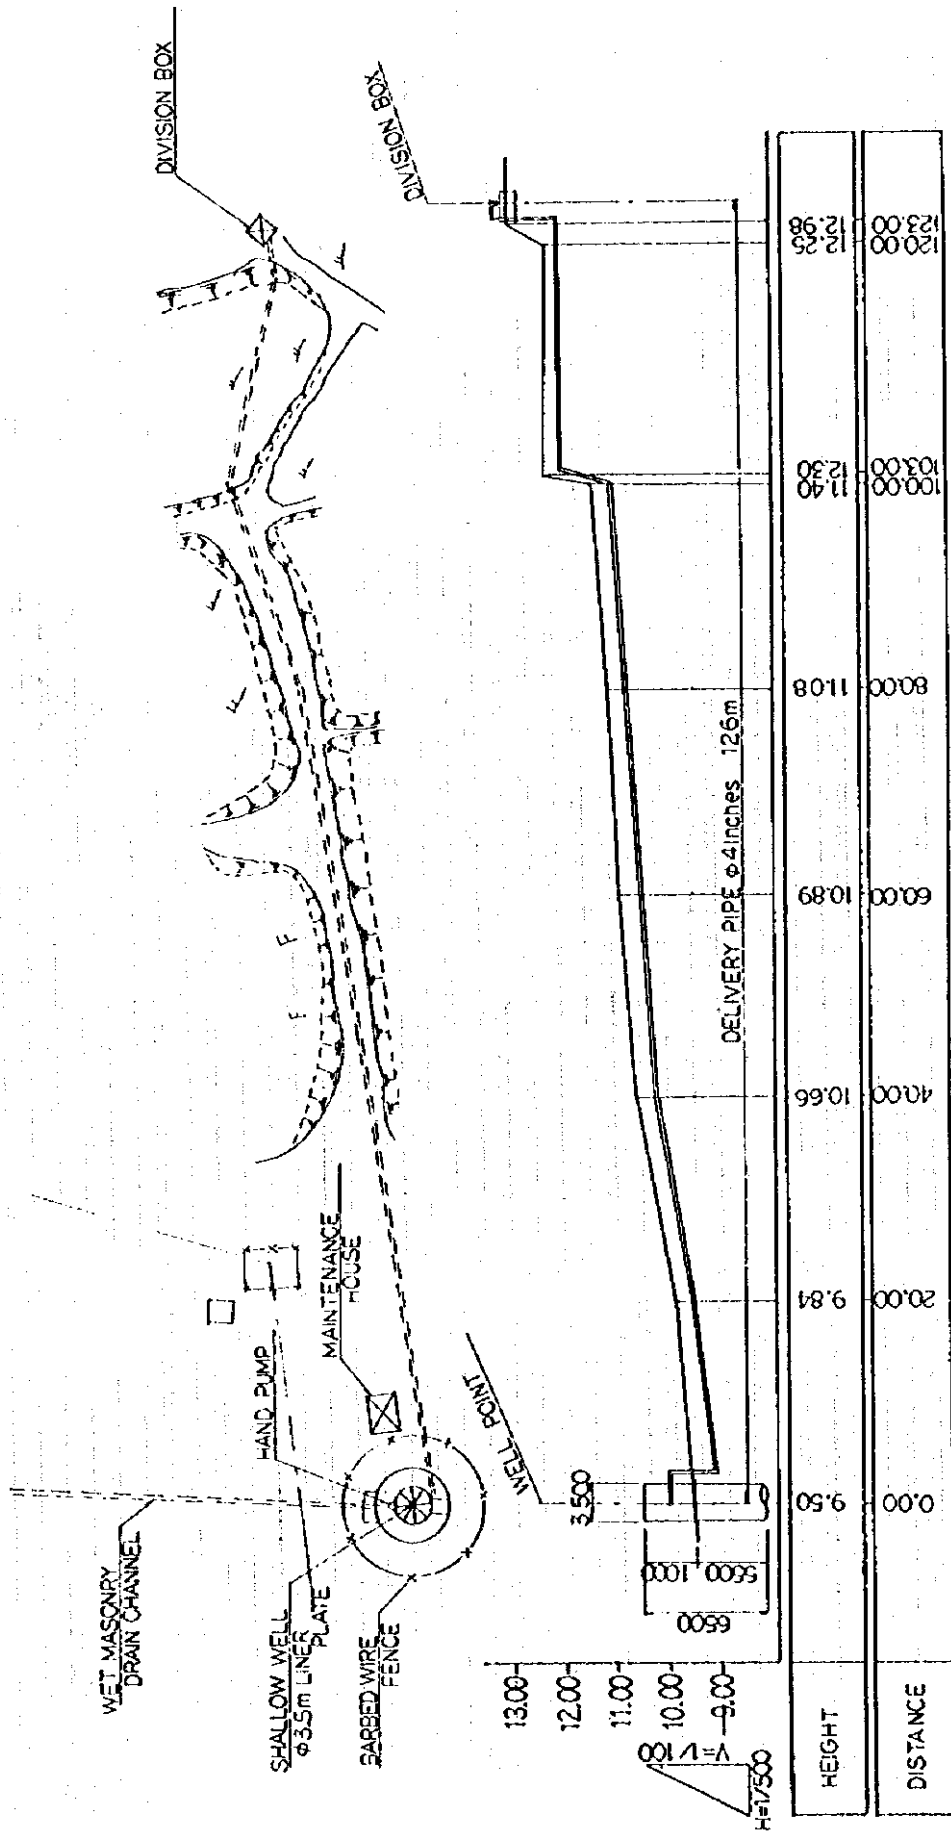 WET MASONRY
DRAIN CHANNEL
SHALLOW WELL
φ3.5m LINER
PLATE
BARBED WIRE
FENCE
HAND PUMP
MAINTENANCE
HOUSE
DIVISION BOX
F
F
WELL POINT
DIVISION BOX
3,500
6500
5500 1000
13.00
12.00
11.00
10.00
9.00
V=1/100
H=1/500
DELIVERY PIPE φ4inches 126m
HEIGHT
9.50 9.84 10.66 10.89 11.08 11.40 12.30 12.25 12.98
DISTANCE
0.00 20.00 40.00 60.00 80.00 100.00 103.00 120.00 123.00